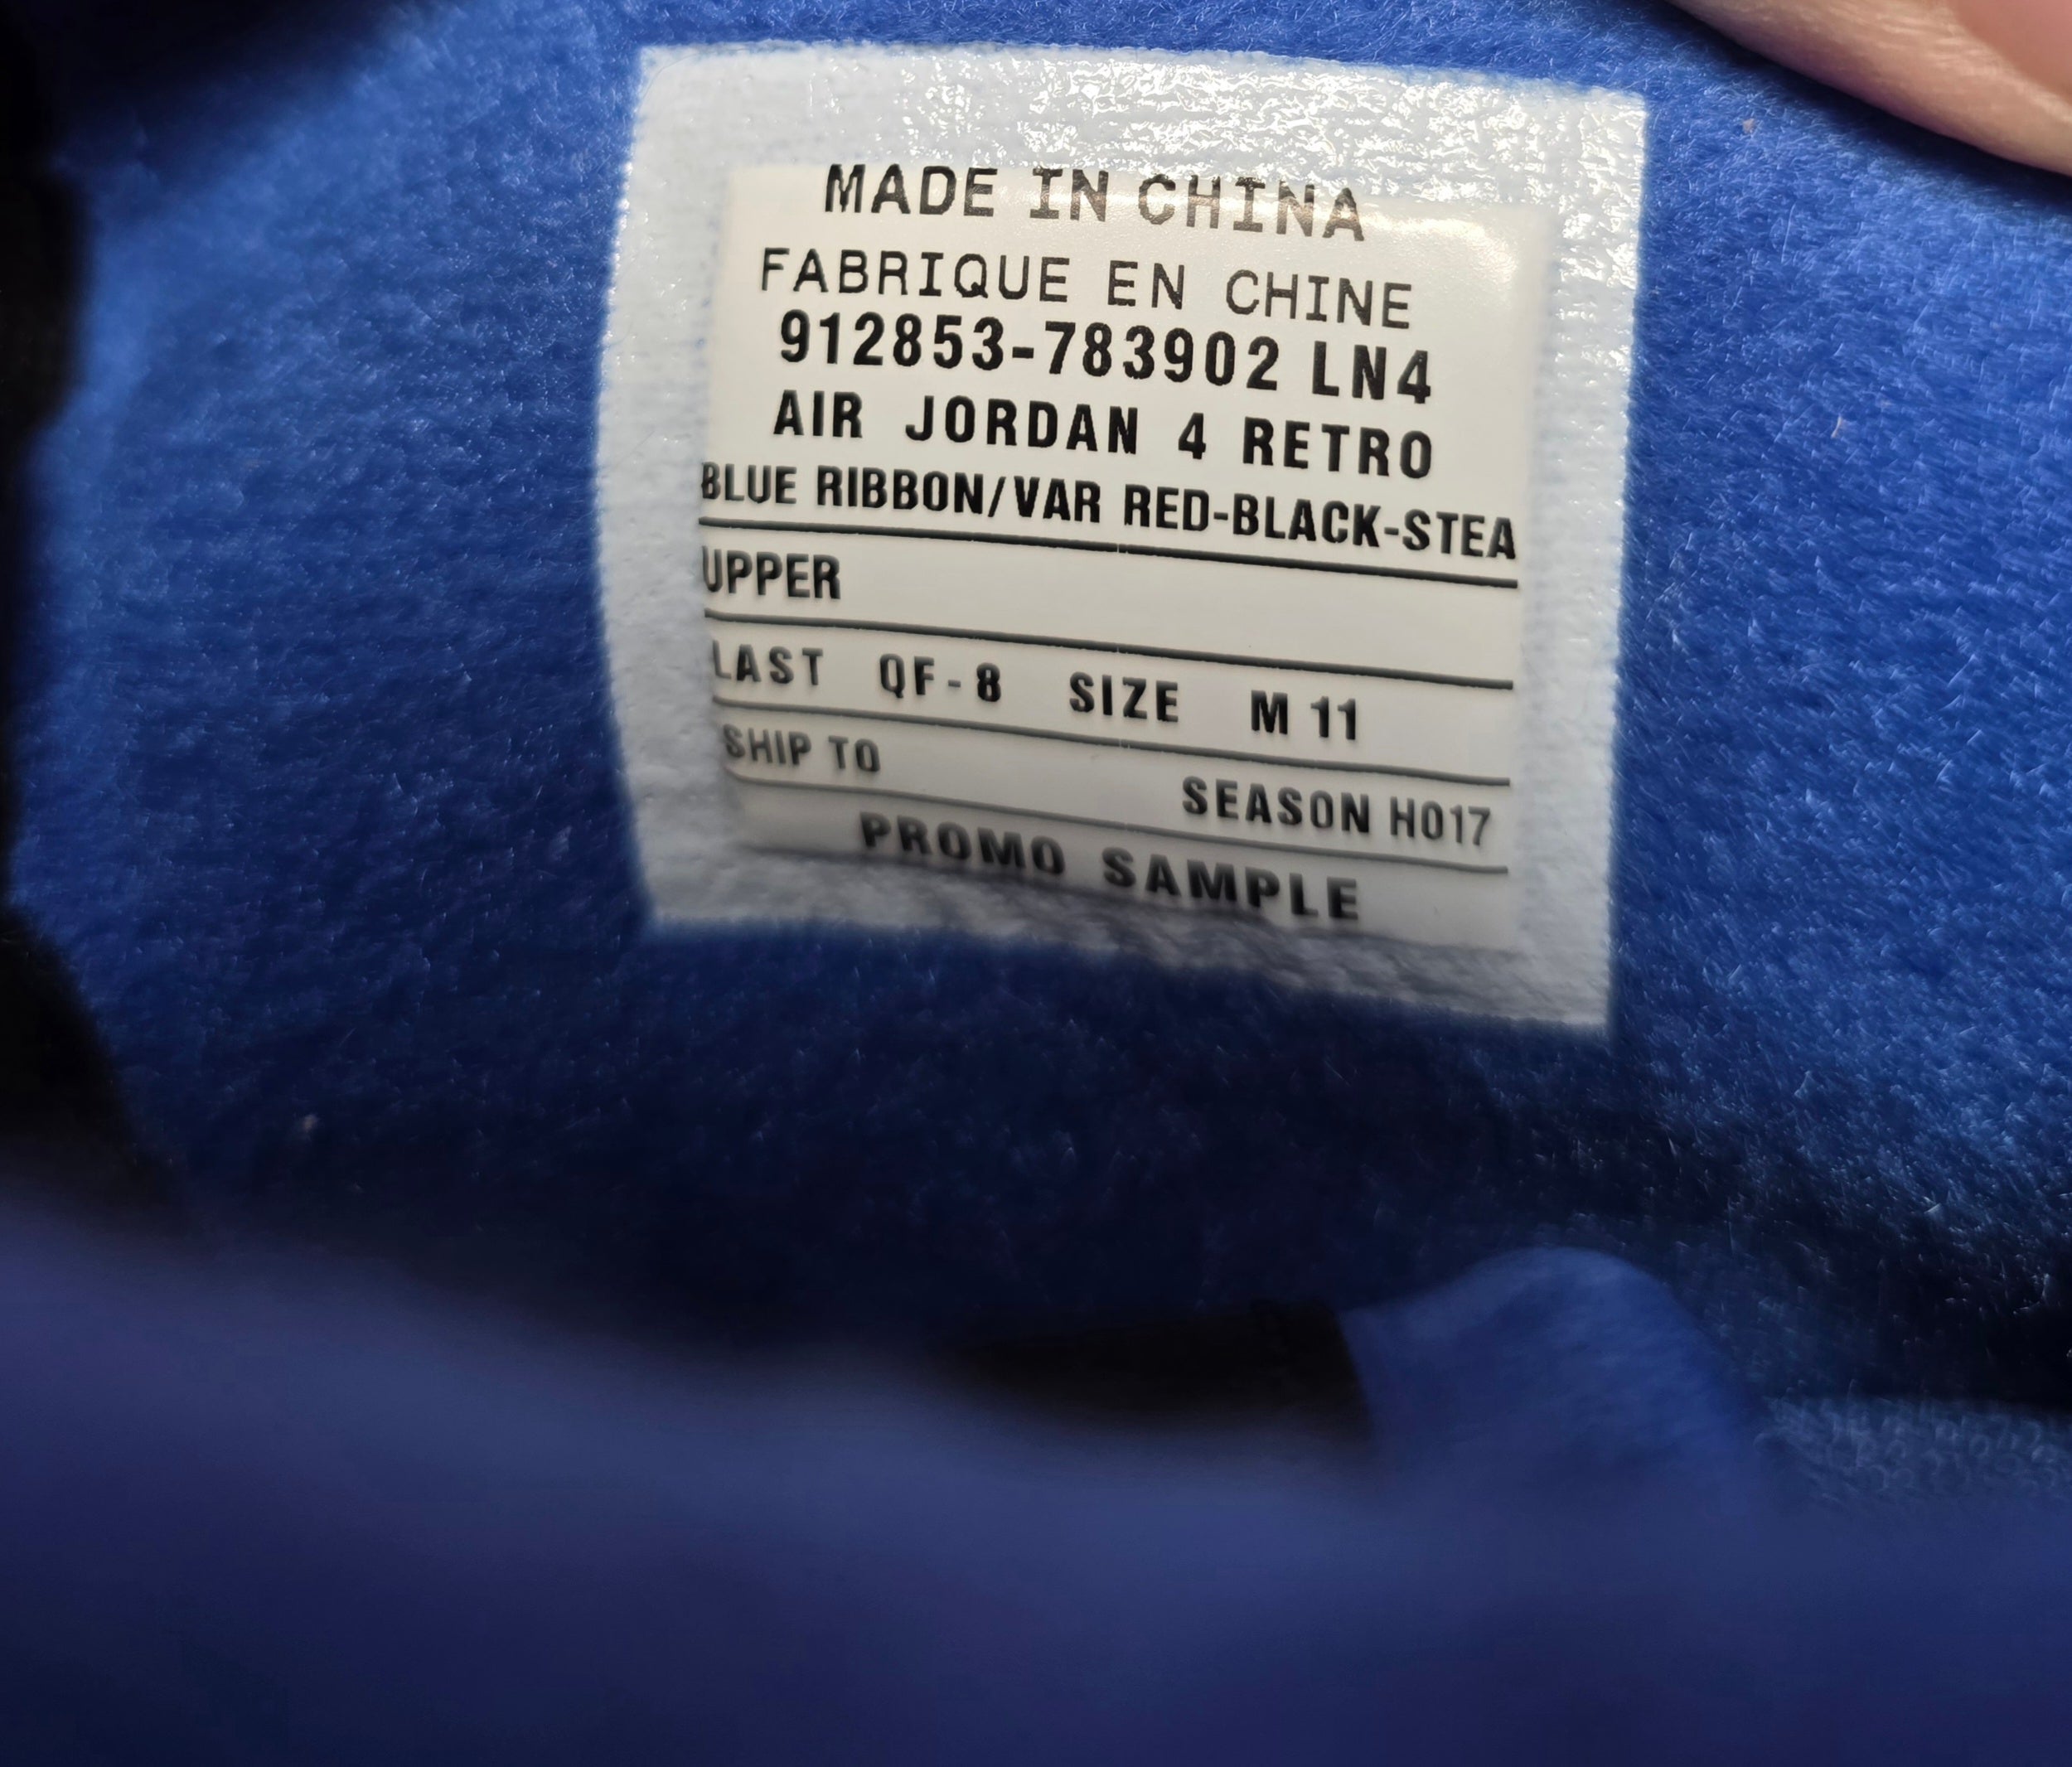 MADE IN CHINA
FABRIQUE EN CHINE
912853-783902 LN4
AIR JORDAN 4 RETRO
BLUE RIBBON/VAR RED-BLACK-STEA
UPPER
LAST QF-8 SIZE M 11
SHIP TO
SEASON HO17
PROMO SAMPLE